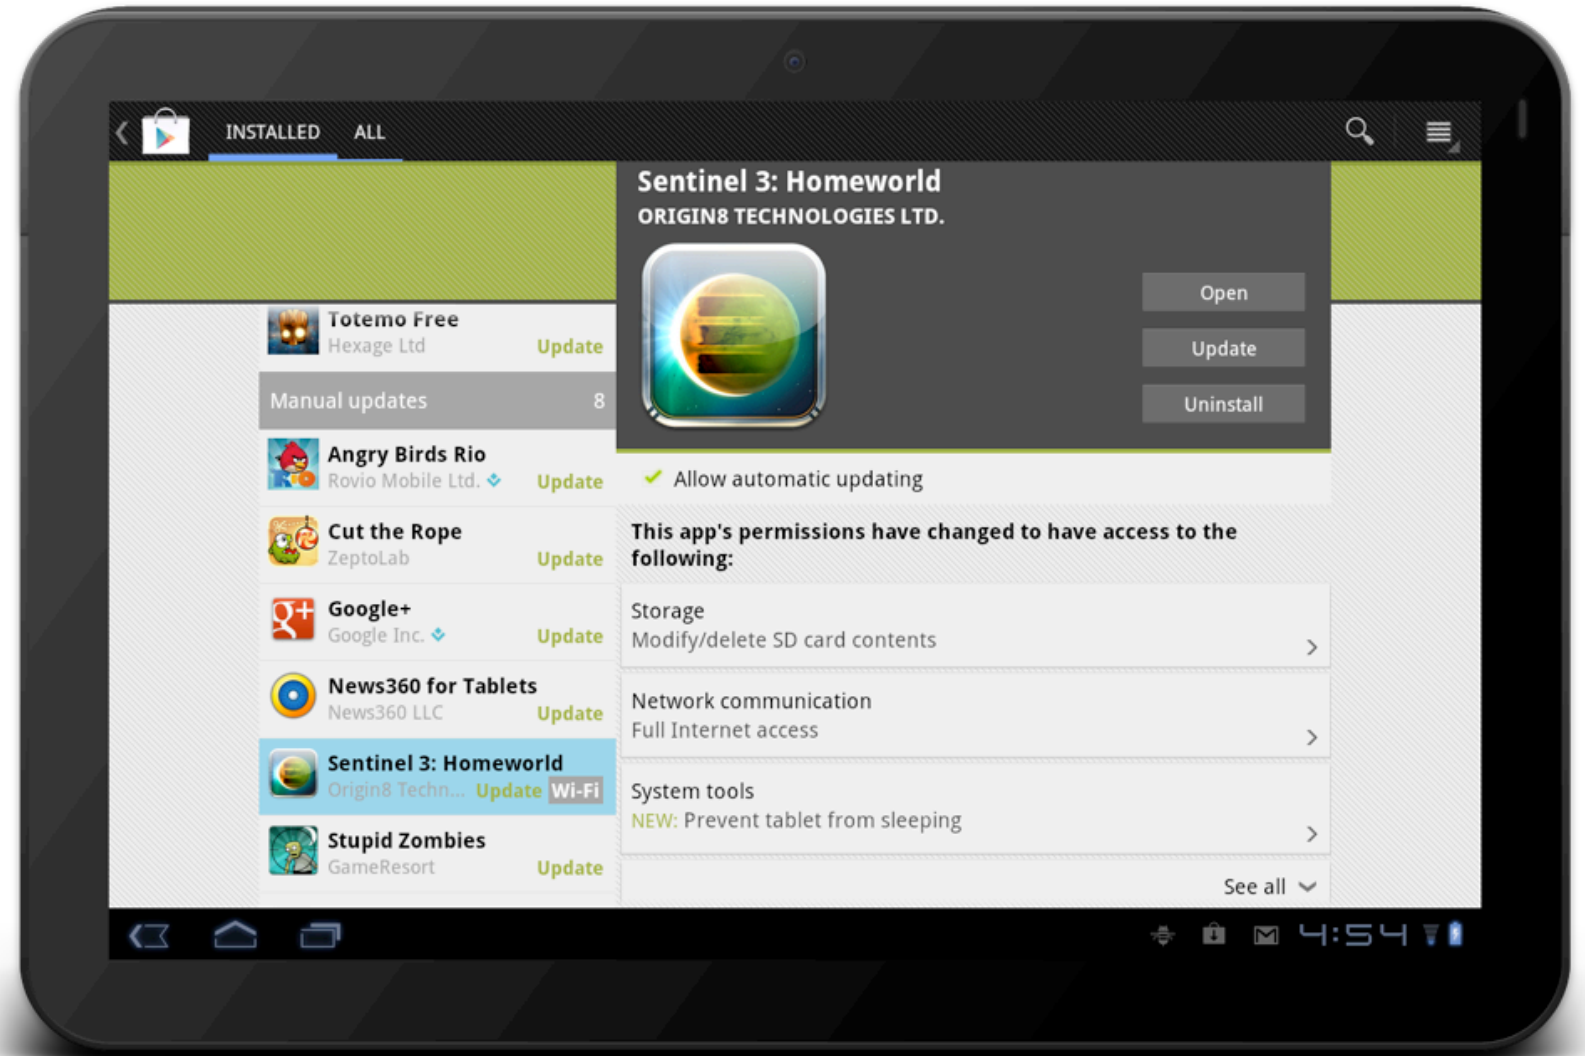 INSTALLED ALL
Sentinel 3: Homeworld
ORIGIN8 TECHNOLOGIES LTD.
Open
Update
Uninstall
Totemo Free
Hexage Ltd Update
Manual updates 8
Angry Birds Rio
Rovio Mobile Ltd. Update
Cut the Rope
ZeptoLab Update
Google+
Google Inc. Update
News360 for Tablets
News360 LLC Update
Sentinel 3: Homeworld
Origin8 Techn... Update Wi-Fi
Stupid Zombies
GameResort Update
Allow automatic updating
This app's permissions have changed to have access to the
following:
Storage
Modify/delete SD card contents
Network communication
Full Internet access
System tools
NEW: Prevent tablet from sleeping
See all
4:54